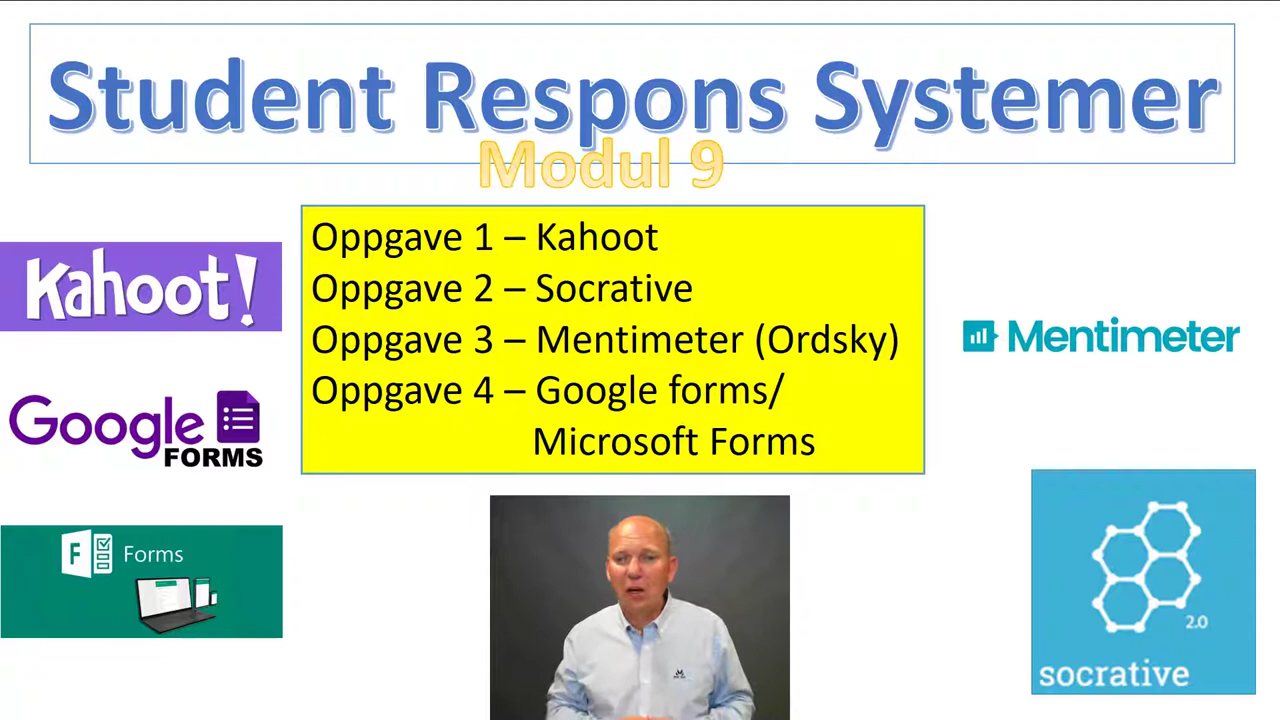 Student Respons Systemer
Modul 9
Oppgave 1 – Kahoot
Oppgave 2 – Socrative
Oppgave 3 – Mentimeter (Ordsky)
Oppgave 4 – Google forms/
Microsoft Forms
Kahoot!
Google
FORMS
F Forms
Mentimeter
2.0
socrative